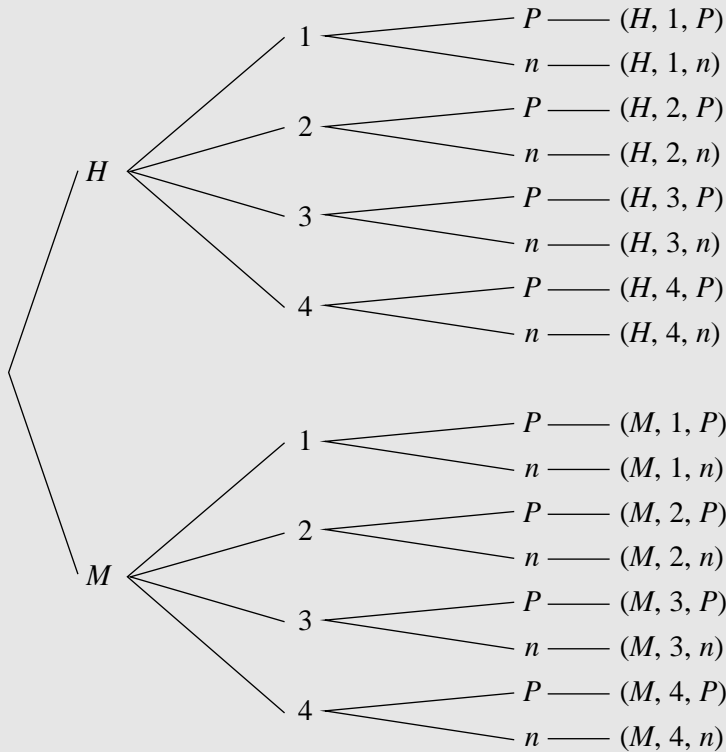 P (H, 1, P)
1
n (H, 1, n)
P (H, 2, P)
2
n (H, 2, n)
H
P (H, 3, P)
3
n (H, 3, n)
P (H, 4, P)
4
n (H, 4, n)
P (M, 1, P)
1
n (M, 1, n)
P (M, 2, P)
2
n (M, 2, n)
M
P (M, 3, P)
3
n (M, 3, n)
P (M, 4, P)
4
n (M, 4, n)